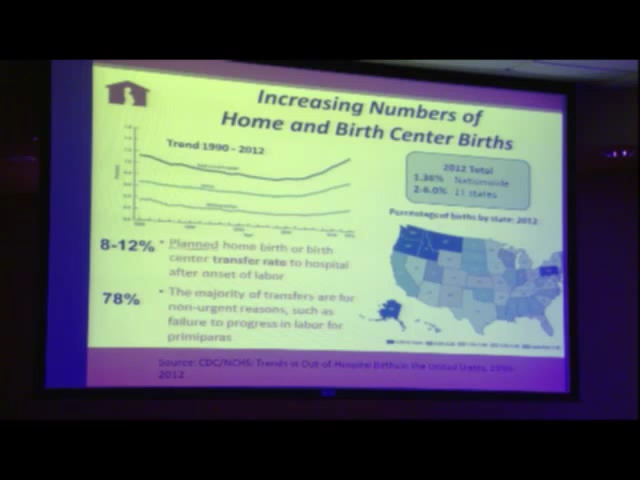 Increasing Numbers of
Home and Birth Center Births
Trend 1990 - 2012
2012 Total
1.36% Nationwide
2-6.0% 11 states
Percentage of births by state: 2012
8-12% • Planned home birth or birth
center transfer rate to hospital
after onset of labor
78% • The majority of transfers are for
non-urgent reasons, such as
failure to progress in labor for
primiparas
Source: CDC/NCHS: Trends in Out-of-Hospital Births in the United States, 1990-
2012